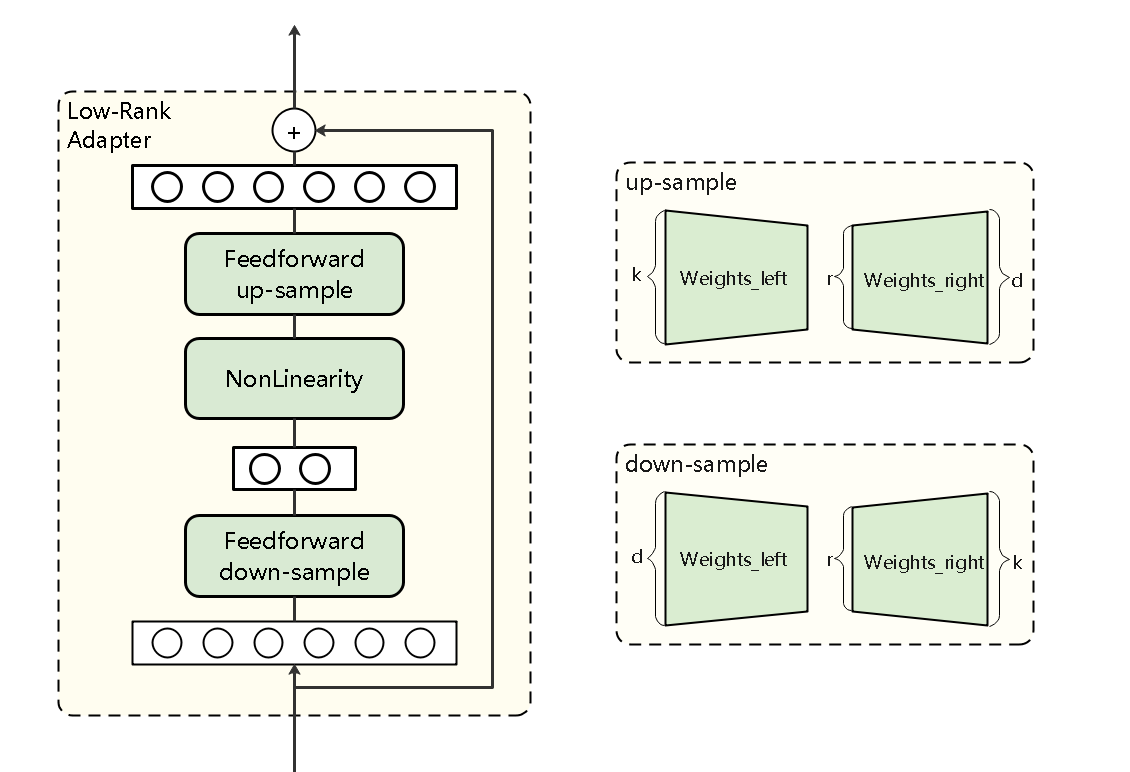 Low-Rank
Adapter
+
Feedforward
up-sample
NonLinearity
Feedforward
down-sample
up-sample
k
Weights_left
r
Weights_right
d
down-sample
d
Weights_left
r
Weights_right
k